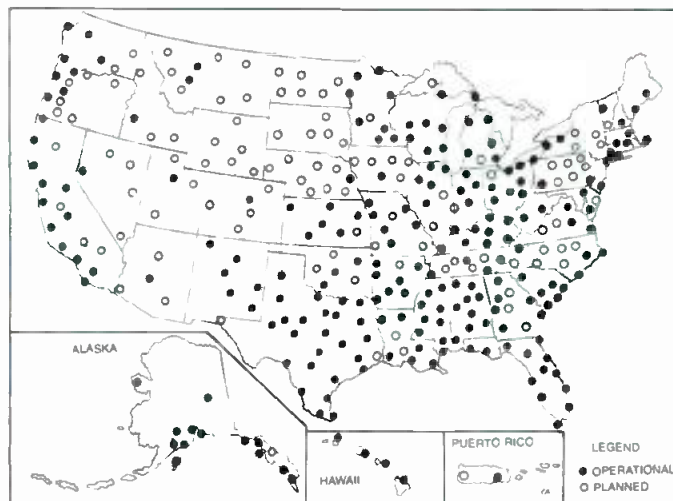 ALASKA
HAWAII
PUERTO RICO
LEGEND
OPERATIONAL
PLANNED